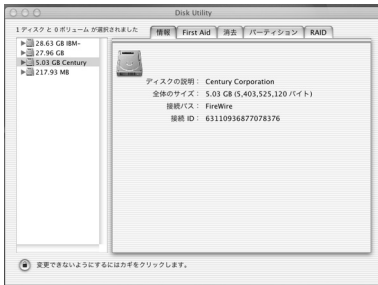 Disk Utility
1 ディスク と 0 ボリューム が選択されました
情報
First Aid
消去
パーティション
RAID
28.63 GB IBM-
27.96 GB
5.03 GB Century
217.93 MB
ディスクの説明： Century Corporation
全体のサイズ： 5.03 GB (5,403,525,120 バイト)
接続バス： FireWire
接続 ID： 63110936877078376
変更できないようにするにはカギをクリックします。